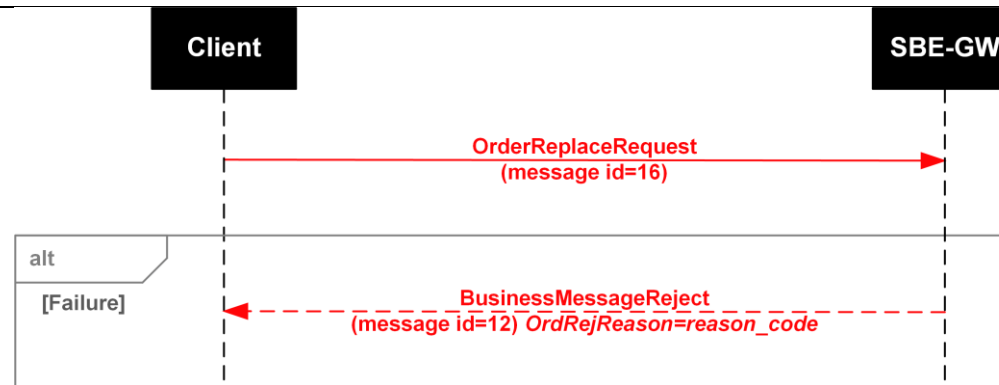 Client
SBE-GW
OrderReplaceRequest
(message id=16)
alt
[Failure]
BusinessMessageReject
(message id=12) OrdRejReason=reason_code